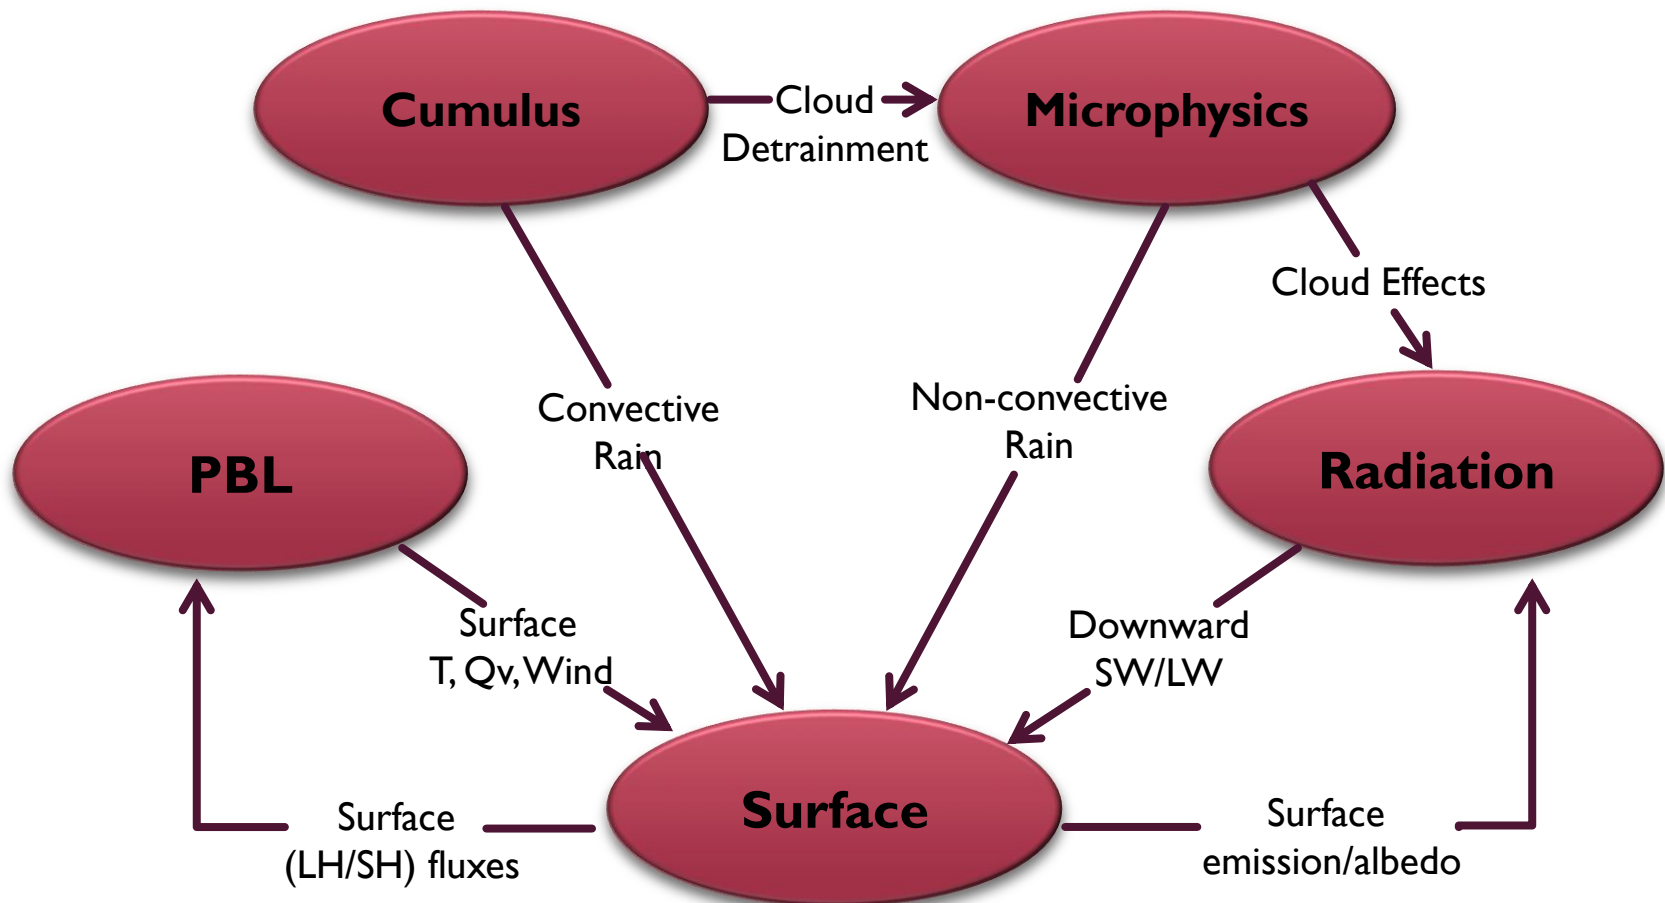 Cumulus
Cloud
Detrainment
Microphysics
Cloud Effects
Convective
Rain
Non-convective
Rain
PBL
Radiation
Surface
T, Qv, Wind
Downward
SW/LW
Surface
Surface
(LH/SH) fluxes
Surface
emission/albedo